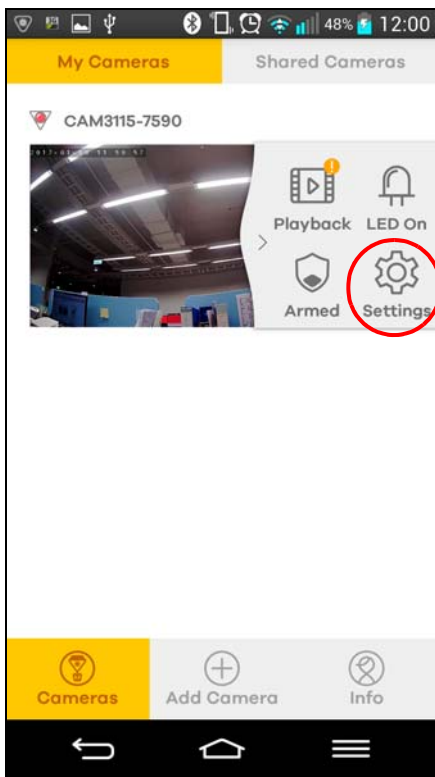 48% 12:00
My Cameras Shared Cameras
CAM3115-7590
Playback LED On
Armed Settings
Cameras Add Camera Info